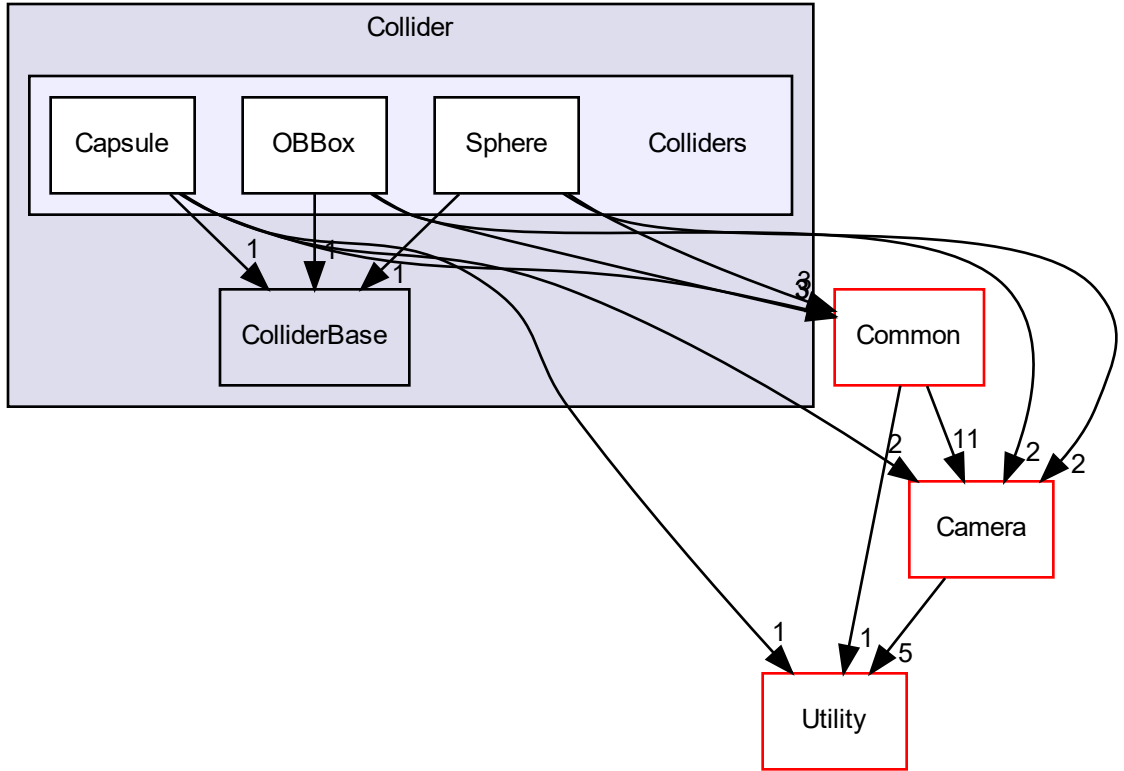 Collider
Capsule
OBBox
Sphere
Colliders
1
1
1
3
3
ColliderBase
Common
2
11
2
2
Camera
1
1
5
Utility